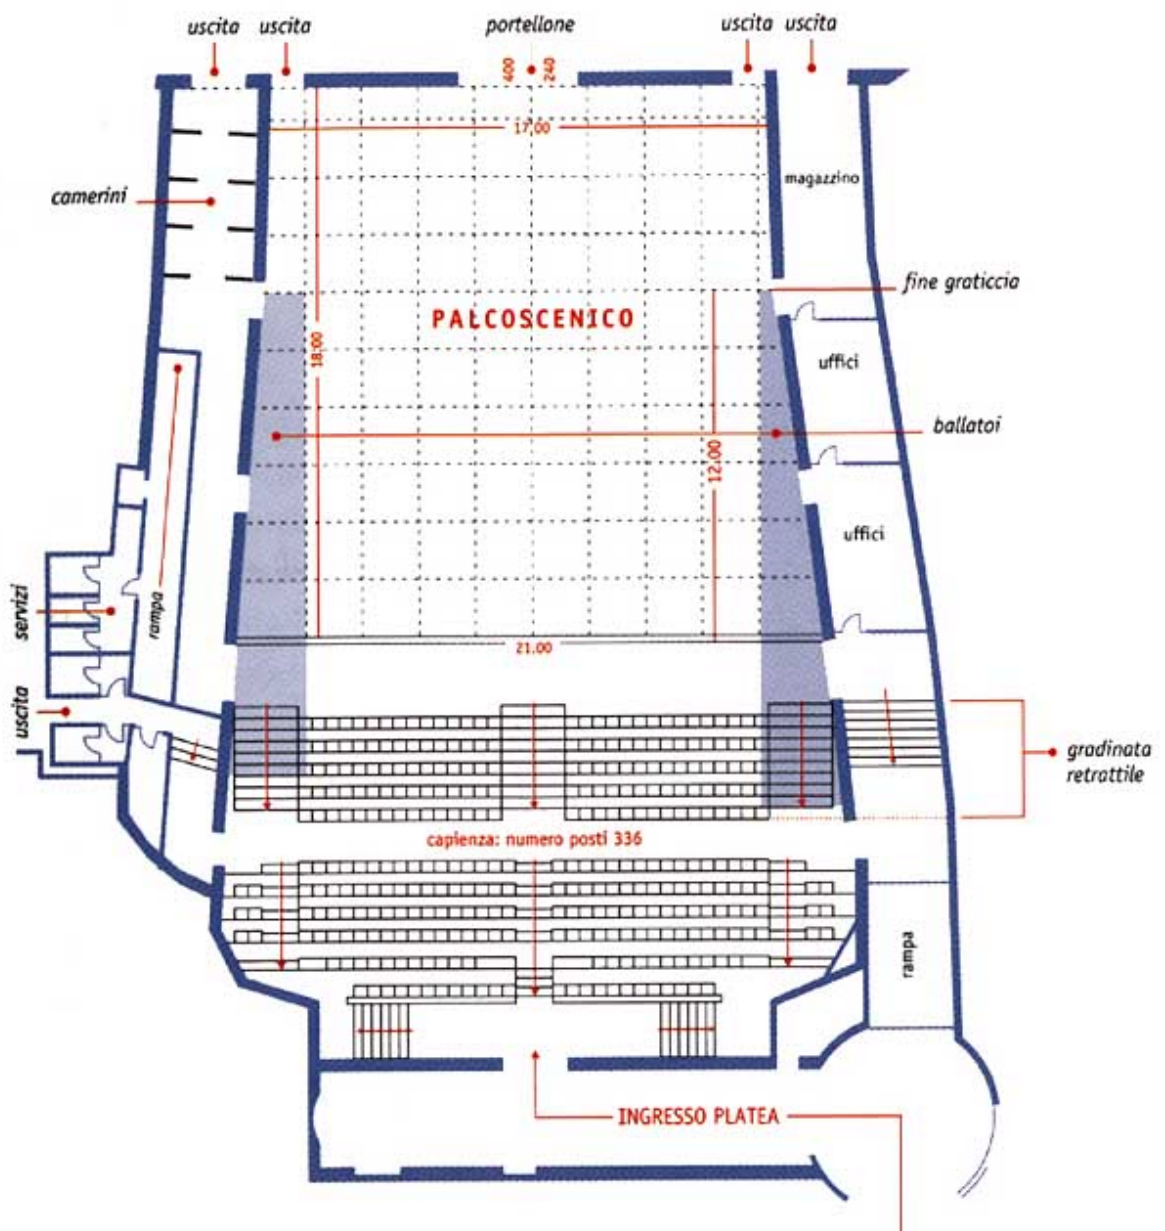 uscita
uscita
portellone
uscita
uscita
400
240
17.00
camerini
magazzino
fine graticcia
PALCOSCENICO
18.00
uffici
ballatoi
12.00
uffici
servizi
rampa
21.00
uscita
gradinata
retrattile
capienza: numero posti 336
rampa
INGRESSO PLATEA